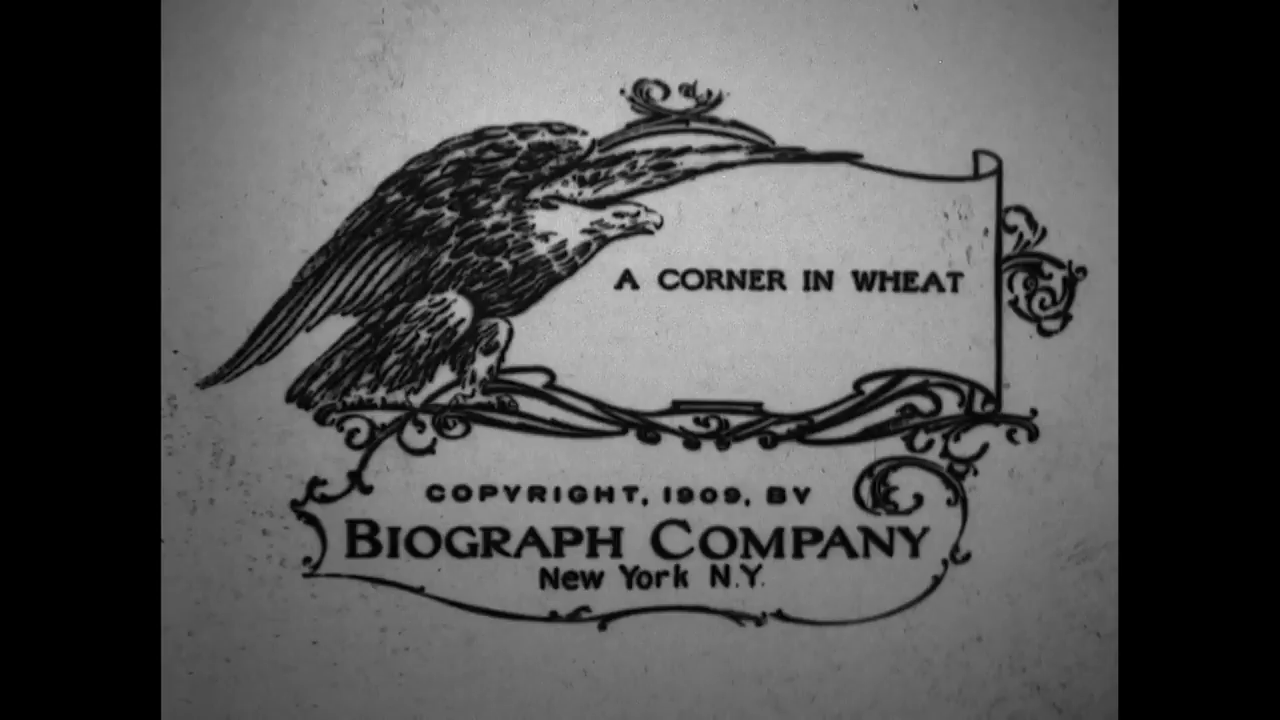 A CORNER IN WHEAT
COPYRIGHT, 1909, BY
BIOGRAPH COMPANY
New York N.Y.